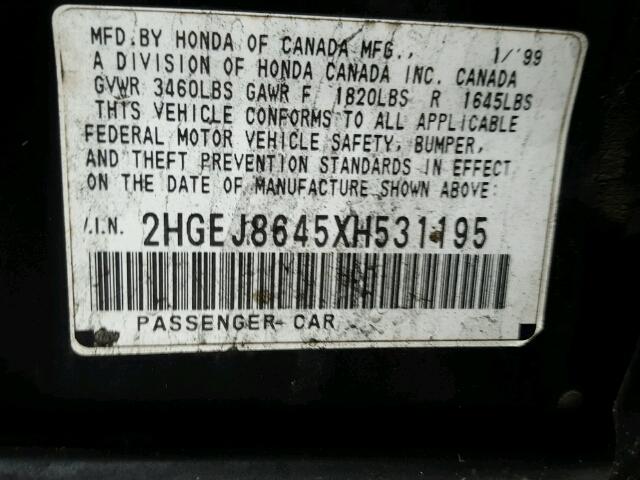 MFD.BY HONDA OF CANADA MFG., 1/'99
A DIVISION OF HONDA CANADA INC. CANADA
GVWR 3460LBS GAWR F 1820LBS R 1645LBS
THIS VEHICLE CONFORMS TO ALL APPLICABLE
FEDERAL MOTOR VEHICLE SAFETY, BUMPER,
AND THEFT PREVENTION STANDARDS IN EFFECT
ON THE DATE OF MANUFACTURE SHOWN ABOVE:
V.I.N. 2HGEJ8645XH531195
PASSENGER CAR